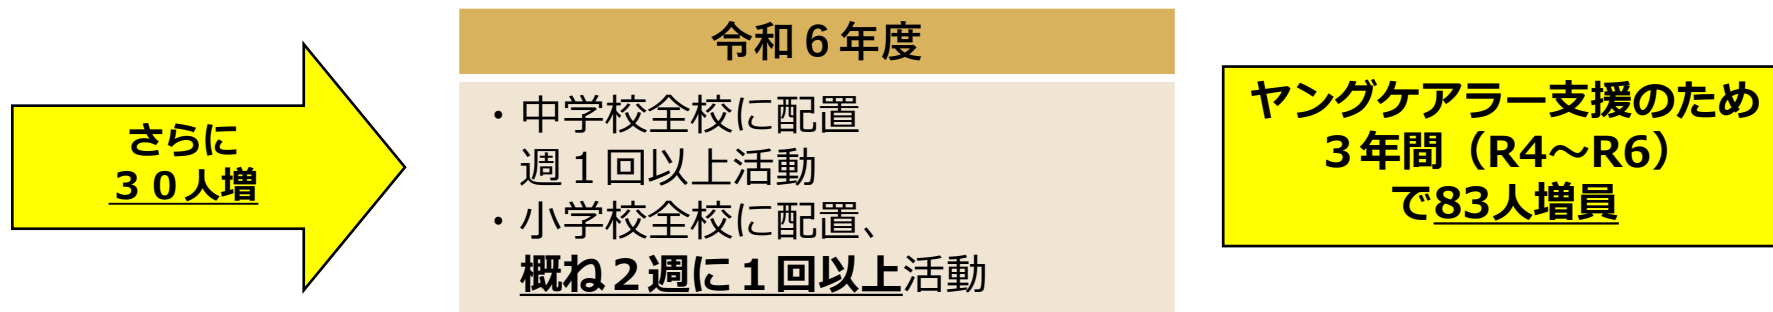 さらに
３０人増
令和６年度
・中学校全校に配置
週１回以上活動
・小学校全校に配置、
概ね２週に１回以上活動
ヤングケアラー支援のため
３年間（R4～R6）
で83人増員